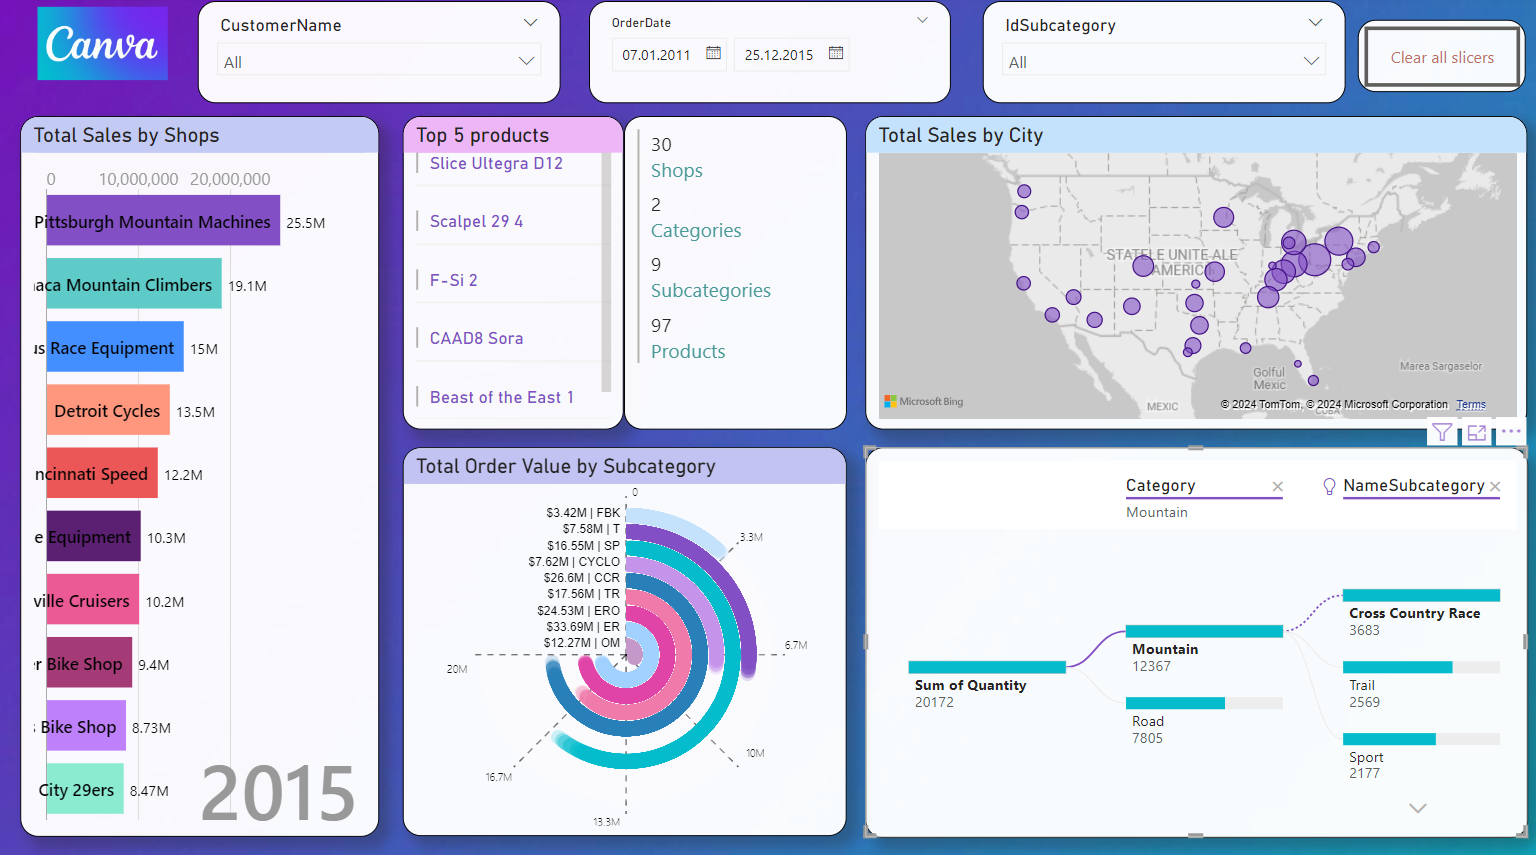 Canva
CustomerName
All
OrderDate
07.01.2011
25.12.2015
IdSubcategory
All
Clear all slicers
Total Sales by Shops
0
10,000,000
20,000,000
Pittsburgh Mountain Machines
25.5M
aca Mountain Climbers
19.1M
us Race Equipment
15M
Detroit Cycles
13.5M
ncinnati Speed
12.2M
e Equipment
10.3M
ville Cruisers
10.2M
r Bike Shop
9.4M
s Bike Shop
8.73M
City 29ers
8.47M
2015
Top 5 products
Slice Ultegra D12
Scalpel 29 4
F-Si 2
CAAD8 Sora
Beast of the East 1
30
Shops
2
Categories
9
Subcategories
97
Products
Total Sales by City
STATELE UNITE ALE
AMERICII
Golful
Mexic
Marea Sargaselor
MEXIC
CUBA
Microsoft Bing
© 2024 TomTom, © 2024 Microsoft Corporation
Terms
Total Order Value by Subcategory
0
$3.42M | FBK
$7.58M | T
$16.55M | SP
$7.62M | CYCLO
$26.6M | CCR
$17.56M | TR
$24.53M | ERO
$33.69M | ER
$12.27M | OM
3.3M
6.7M
10M
13.3M
16.7M
20M
Category
Mountain
NameSubcategory
Sum of Quantity
20172
Mountain
12367
Road
7805
Cross Country Race
3683
Trail
2569
Sport
2177